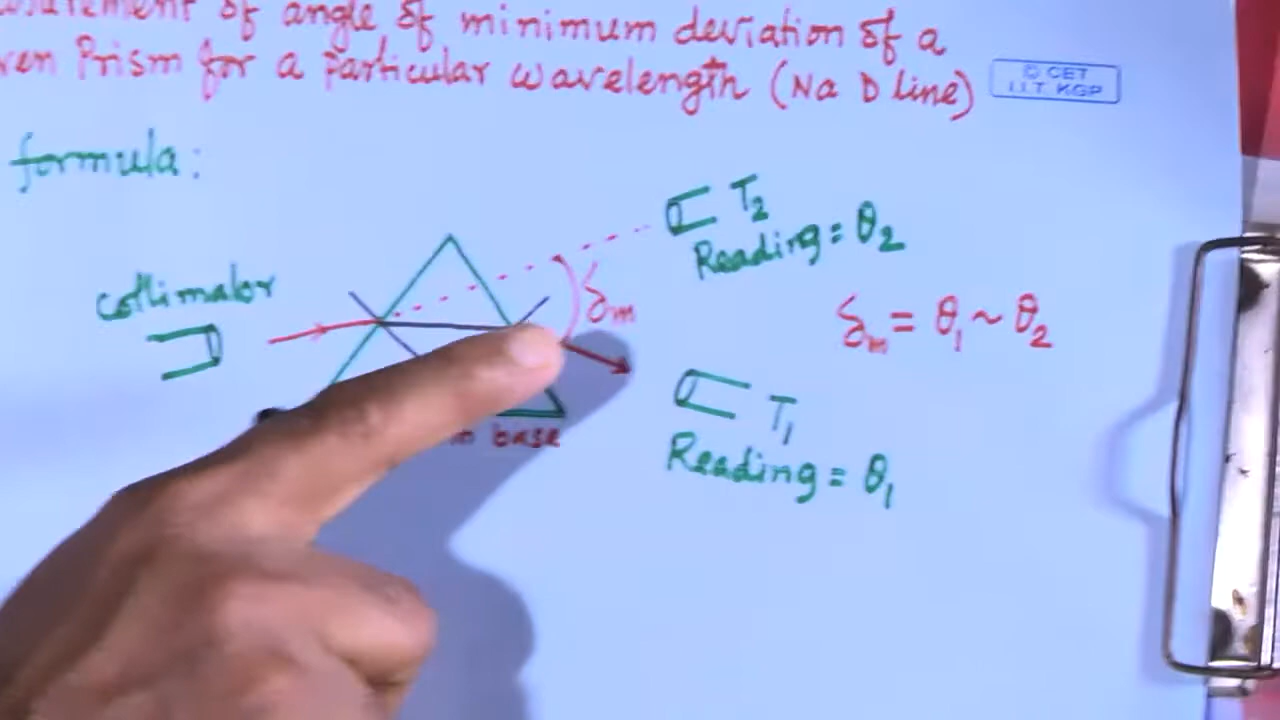 of angle of minimum deviation of a
Prism for a particular wavelength (Na D line)
© CET
I.I.T. KGP
formula:
collimator
T2
Reading = θ2
δm
δm = θ1 ~ θ2
base
T1
Reading = θ1